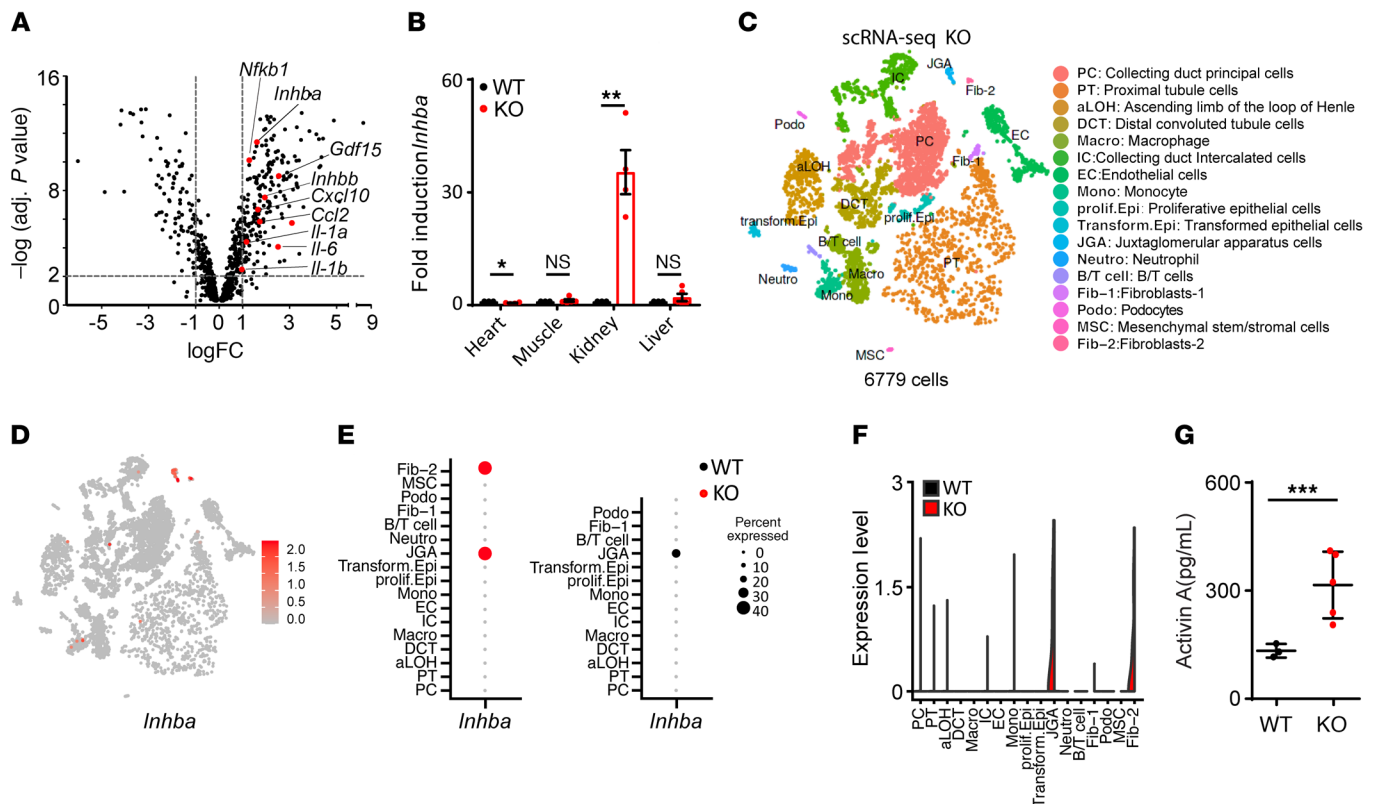 A
Nfkb1
Inhba
Gdf15
Inhbb
Cxcl10
Ccl2
Il-1a
Il-6
Il-1b
–log (adj. P value)
16
8
2
0
-5
-3
-1
0
1
3
5
9
logFC
B
WT
KO
Fold induction Inhba
60
30
0
*
NS
**
NS
Heart
Muscle
Kidney
Liver
C
scRNA-seq KO
JGA
IC
Fib-2
Podo
PC
EC
Fib-1
aLOH
DCT
transform.Epi
prolif.Epi
B/T cell
PT
Macro
Neutro
Mono
MSC
6779 cells
PC: Collecting duct principal cells
PT: Proximal tubule cells
aLOH: Ascending limb of the loop of Henle
DCT: Distal convoluted tubule cells
Macro: Macrophage
IC:Collecting duct Intercalated cells
EC:Endothelial cells
Mono: Monocyte
prolif.Epi: Proliferative epithelial cells
Transform.Epi: Transformed epithelial cells
JGA: Juxtaglomerular apparatus cells
Neutro: Neutrophil
B/T cell: B/T cells
Fib–1:Fibroblasts-1
Podo: Podocytes
MSC: Mesenchymal stem/stromal cells
Fib–2:Fibroblasts-2
D
2.0
1.5
1.0
0.5
0.0
Inhba
E
Fib–2
MSC
Podo
Fib–1
B/T cell
Neutro
JGA
Transform.Epi
prolif.Epi
Mono
EC
IC
Macro
DCT
aLOH
PT
PC
Inhba
Podo
Fib–1
B/T cell
JGA
Transform.Epi
prolif.Epi
Mono
EC
IC
Macro
DCT
aLOH
PT
PC
Inhba
WT
KO
Percent
expressed
0
10
20
30
40
F
WT
KO
Expression level
3
1.5
0
PC
PT
aLOH
DCT
Macro
IC
EC
Mono
prolif.Epi
Transform.Epi
JGA
Neutro
B/T cell
Fib–1
Podo
MSC
Fib–2
G
***
Activin A(pg/mL)
600
300
0
WT
KO